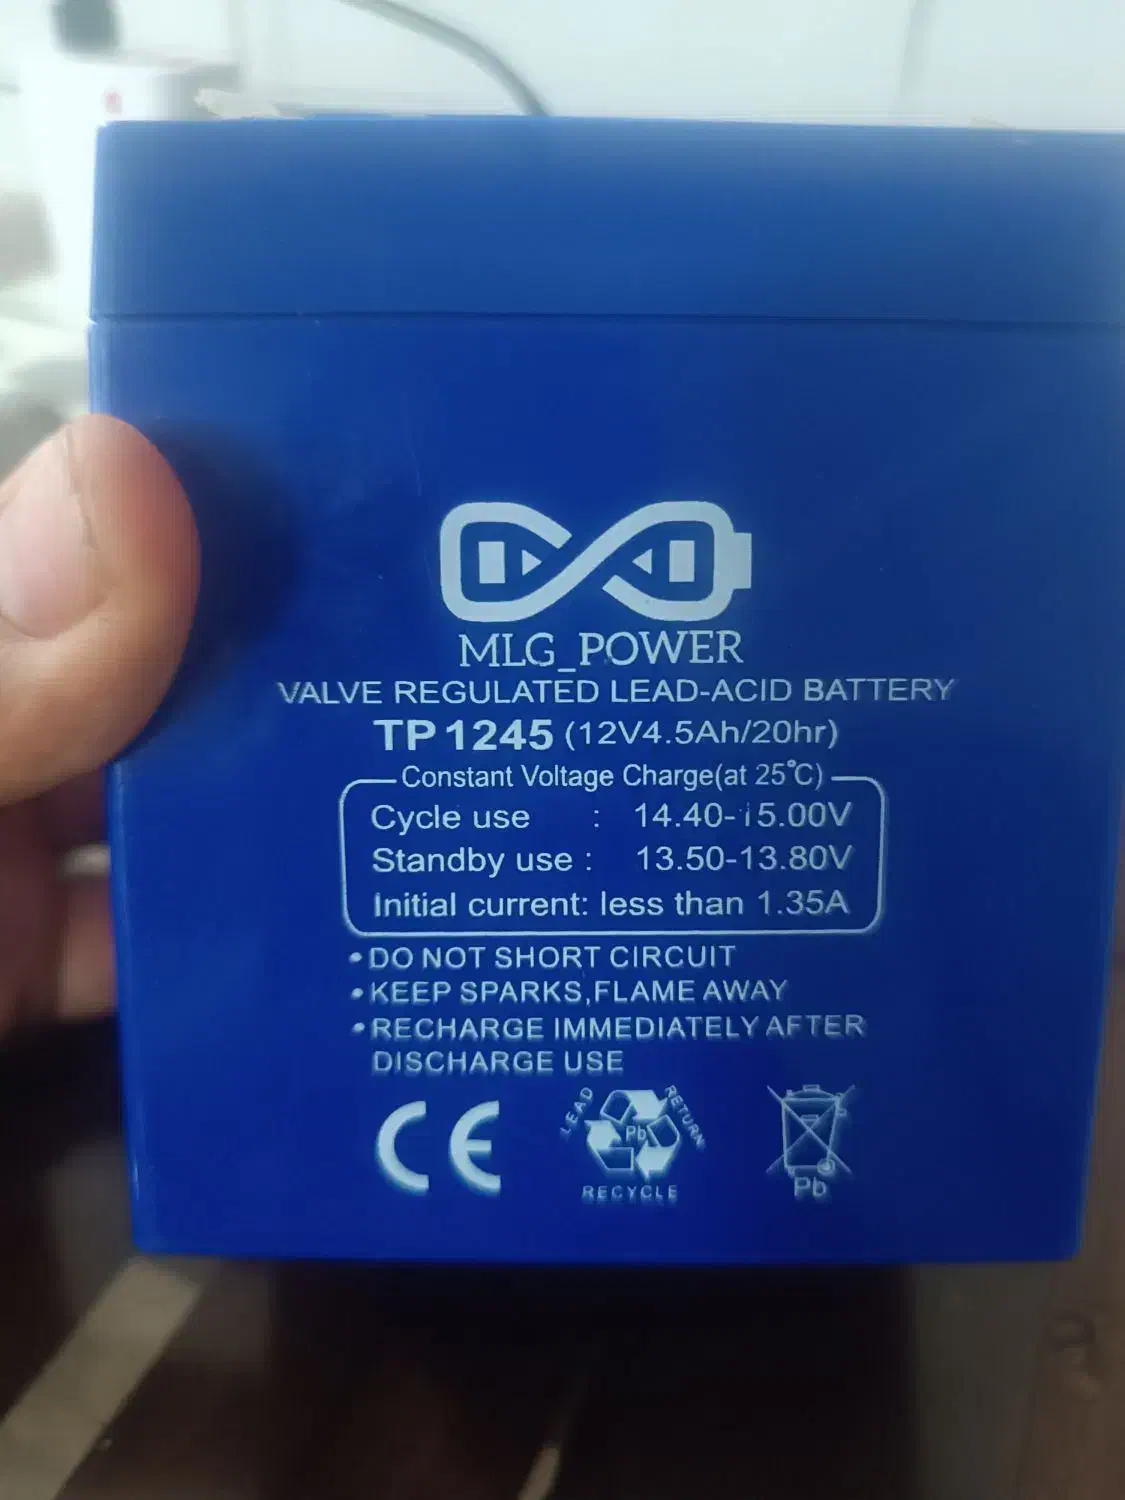 MLG_POWER
VALVE REGULATED LEAD-ACID BATTERY
TP1245 (12V4.5Ah/20hr)
Constant Voltage Charge(at 25°C)
Cycle use : 14.40-15.00V
Standby use : 13.50-13.80V
Initial current: less than 1.35A
•DO NOT SHORT CIRCUIT
•KEEP SPARKS,FLAME AWAY
•RECHARGE IMMEDIATELY AFTER
DISCHARGE USE
CE
LEAD RETURN
Pb
RECYCLE
Pb